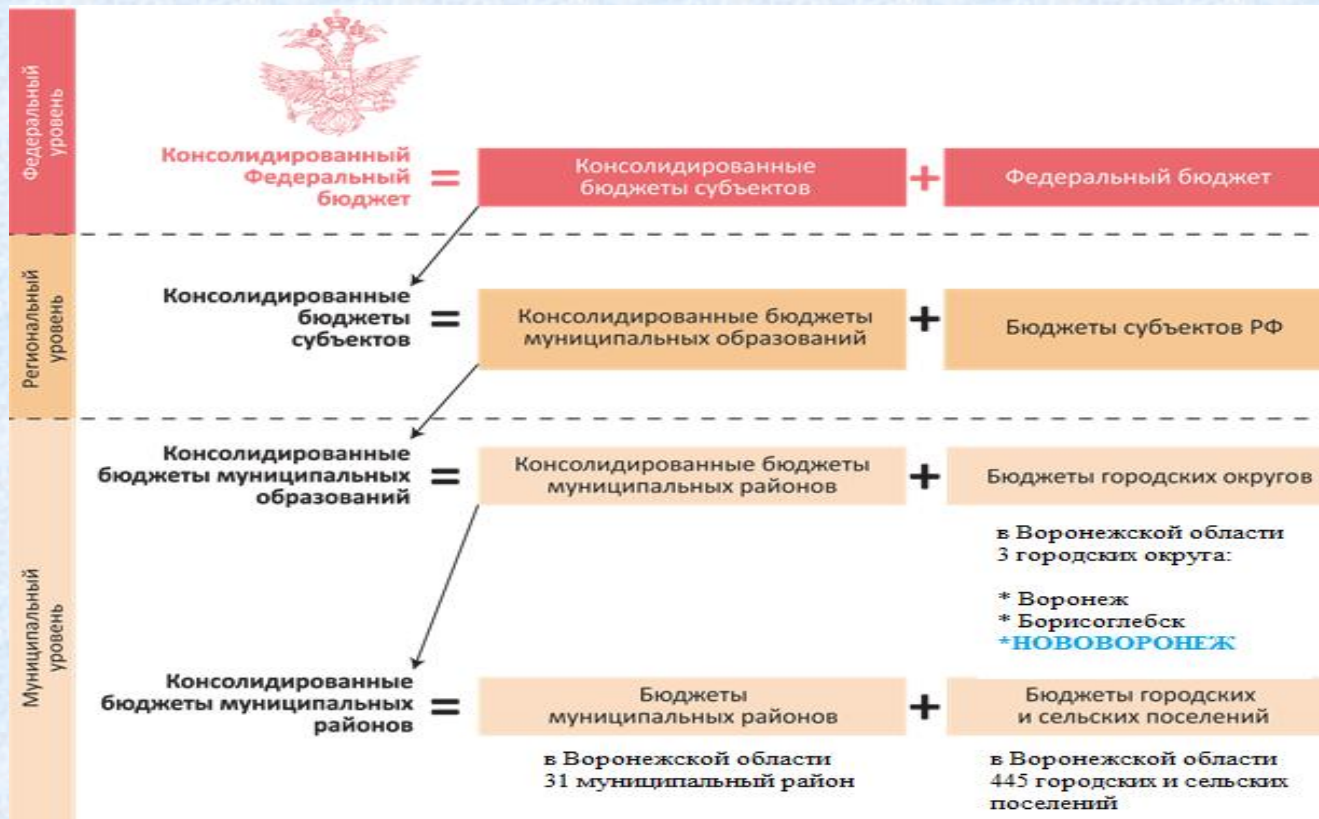 Федеральный
уровень
Консолидированный
Федеральный
бюджет
=
Консолидированные
бюджеты субъектов
+
Федеральный бюджет
Региональный
уровень
Консолидированные
бюджеты
субъектов
=
Консолидированные бюджеты
муниципальных образований
+
Бюджеты субъектов РФ
Муниципальный
уровень
Консолидированные
бюджеты муниципальных
образований
=
Консолидированные бюджеты
муниципальных районов
+
Бюджеты городских округов
в Воронежской области
3 городских округа:
* Воронеж
* Борисоглебск
*НОВОВОРОНЕЖ
Консолидированные
бюджеты муниципальных
районов
=
Бюджеты
муниципальных районов
+
Бюджеты городских
и сельских поселений
в Воронежской области
31 муниципальный район
в Воронежской области
445 городских и сельских
поселений